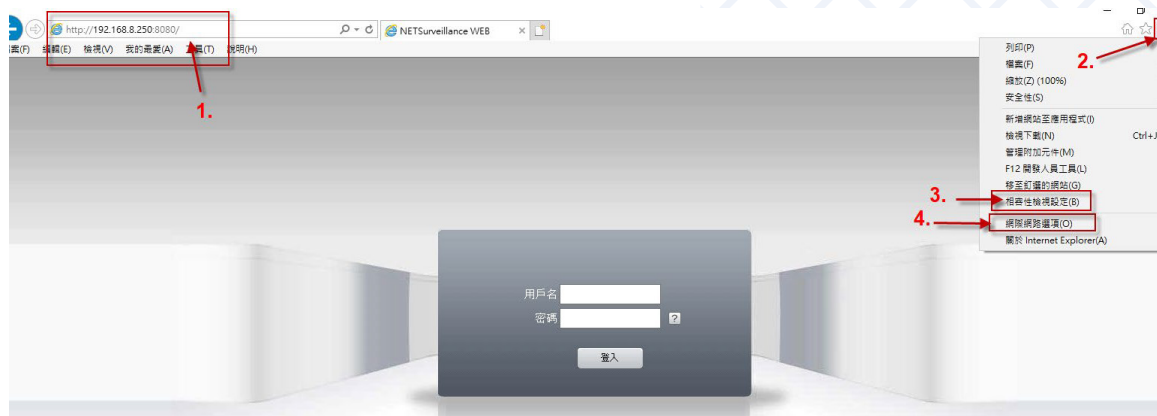 http://192.168.8.250:8080/
NETSurveillance WEB
案(F) 編輯(E) 檢視(V) 我的最愛(A) 工具(T) 說明(H)
1.
2.
列印(P)
檔案(F)
縮放(Z) (100%)
安全性(S)
新增網站至應用程式(I)
檢視下載(N) Ctrl+J
管理附加元件(M)
F12 開發人員工具(L)
移至釘選的網站(G)
3.
相容性檢視設定(B)
4.
網際網路選項(O)
關於 Internet Explorer(A)
用戶名
密碼
?
登入